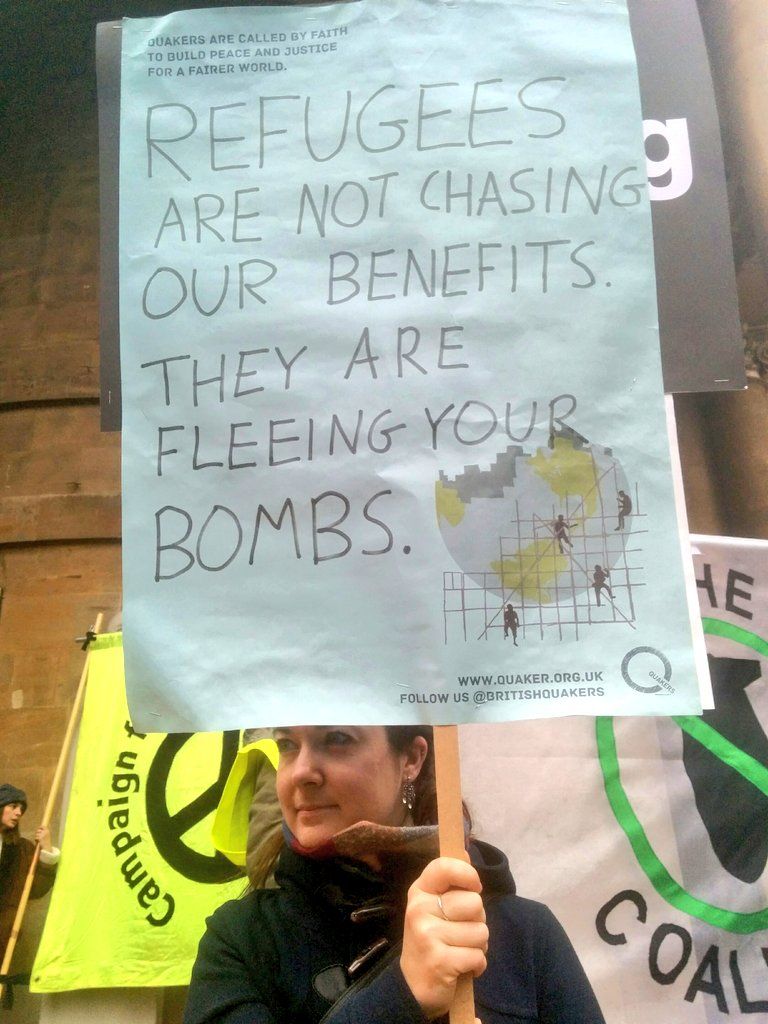 QUAKERS ARE CALLED BY FAITH
TO BUILD PEACE AND JUSTICE
FOR A FAIRER WORLD.
REFUGEES
ARE NOT CHASING
OUR BENEFITS.
THEY ARE
FLEEING YOUR
BOMBS.
WWW.QUAKER.ORG.UK
FOLLOW US @BRITISHQUAKERS
QUAKERS
g
Campaign f
HE
COAL